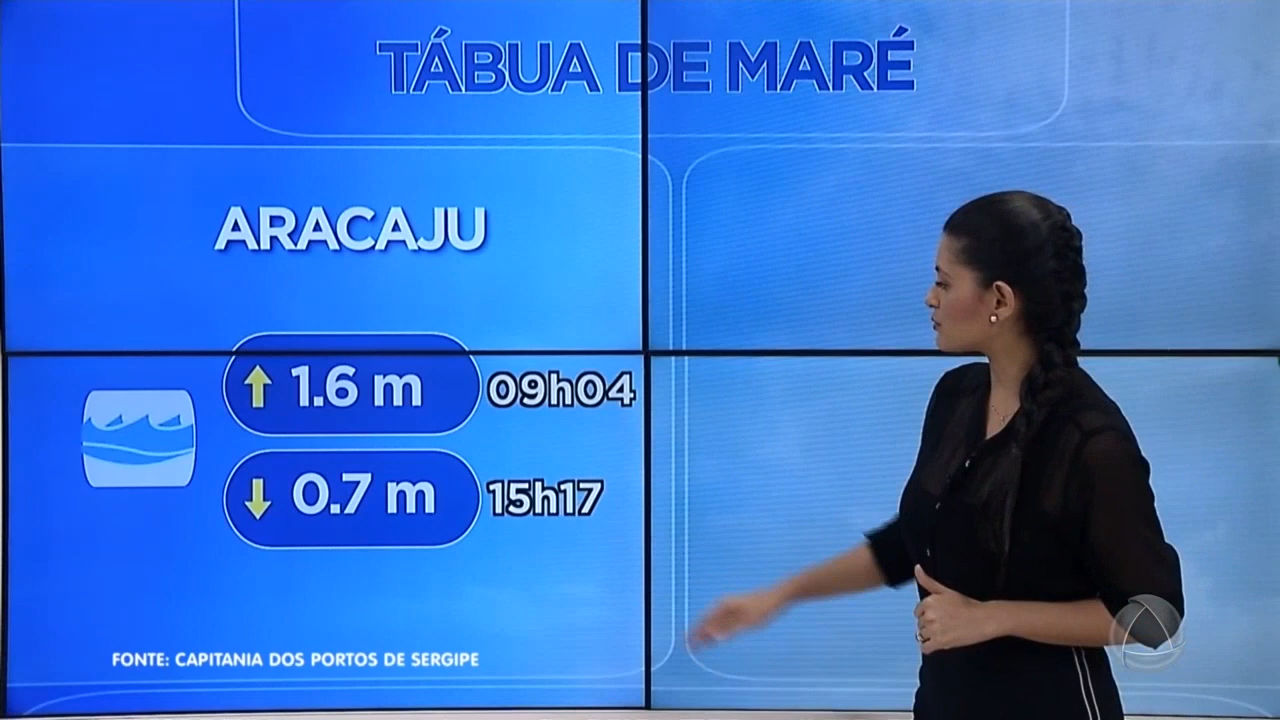 TÁBUA DE MARÉ
ARACAJU
1.6 m 09h04
0.7 m 15h17
FONTE: CAPITANIA DOS PORTOS DE SERGIPE